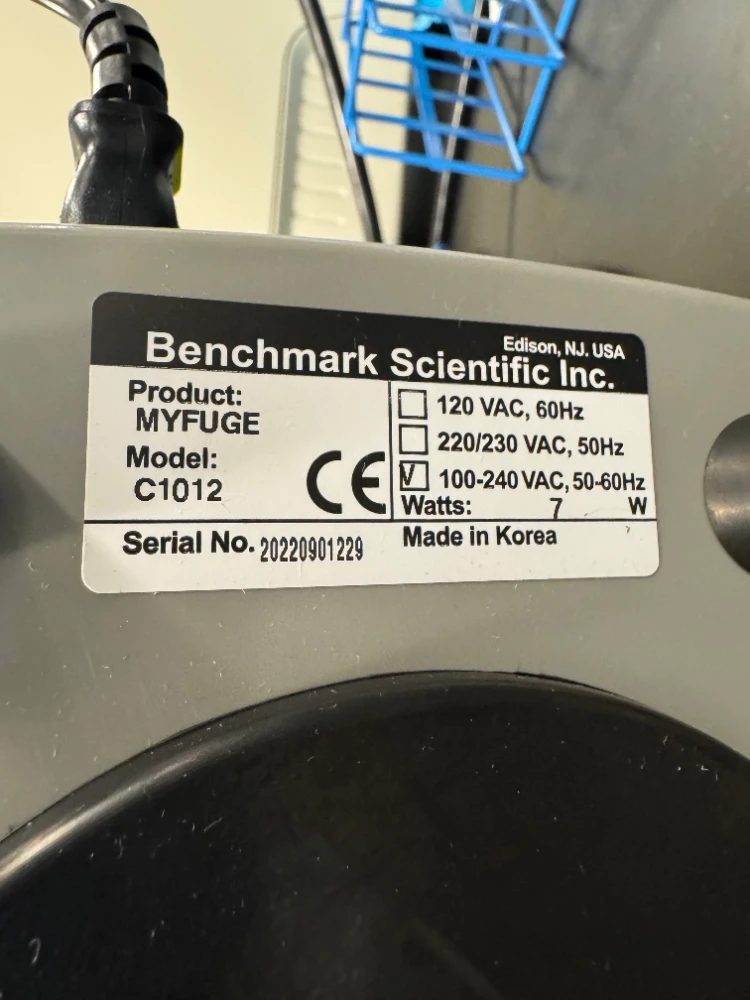 Edison, NJ. USA
Benchmark Scientific Inc.
Product:
MYFUGE
Model:
C1012
CE
120 VAC, 60Hz
220/230 VAC, 50Hz
V 100-240 VAC, 50-60Hz
Watts: 7 W
Serial No. 20220901229
Made in Korea